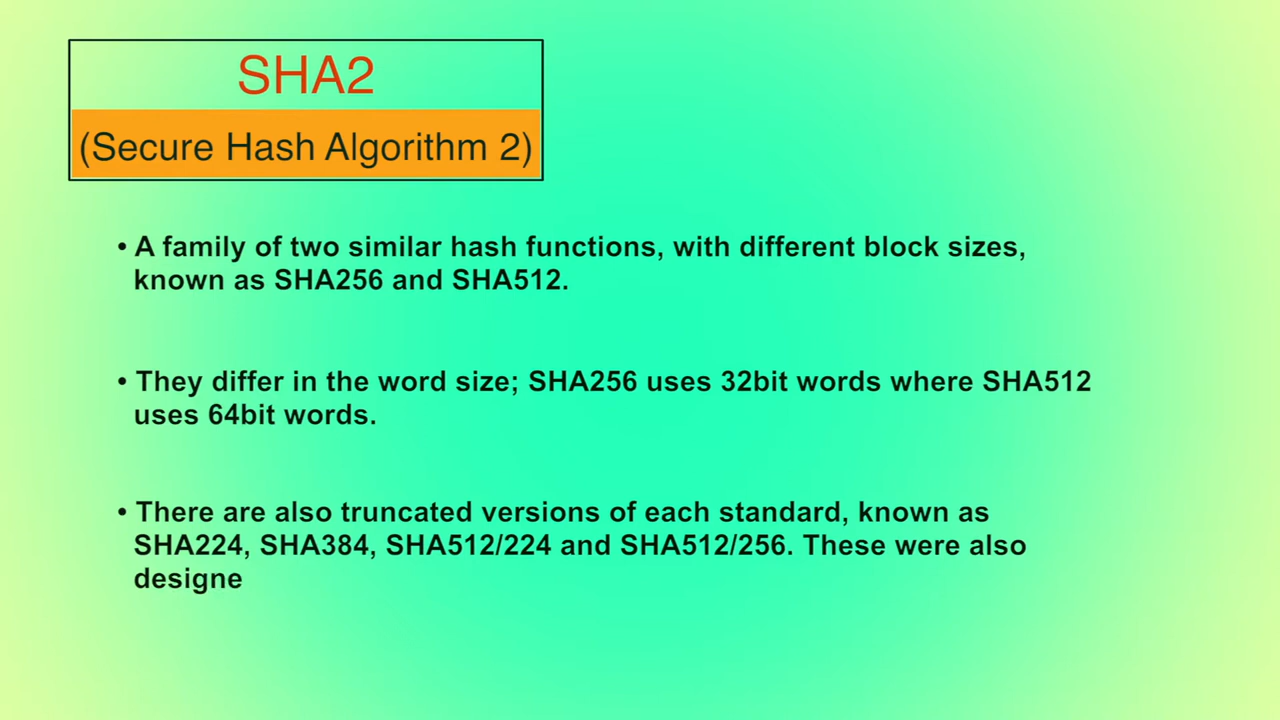 SHA2
(Secure Hash Algorithm 2)
• A family of two similar hash functions, with different block sizes,
known as SHA256 and SHA512.
• They differ in the word size; SHA256 uses 32bit words where SHA512
uses 64bit words.
• There are also truncated versions of each standard, known as
SHA224, SHA384, SHA512/224 and SHA512/256. These were also
designe